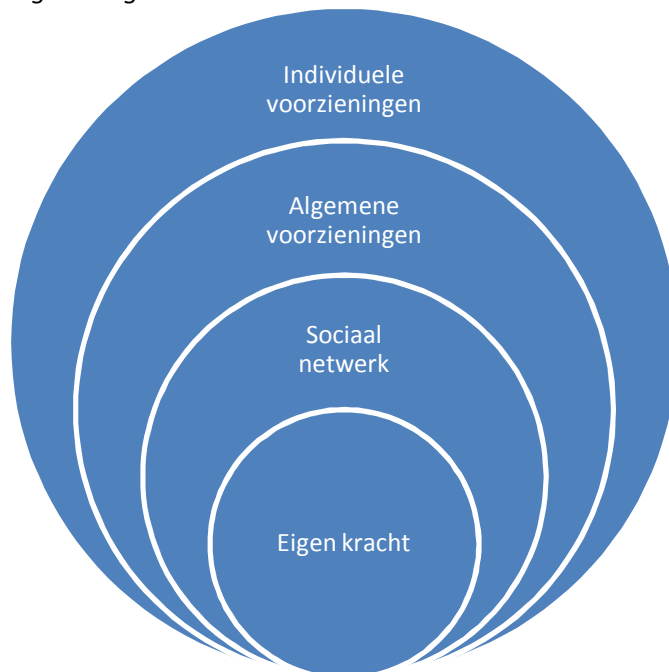 Individuele
voorzieningen
Algemene
voorzieningen
Sociaal
netwerk
Eigen kracht